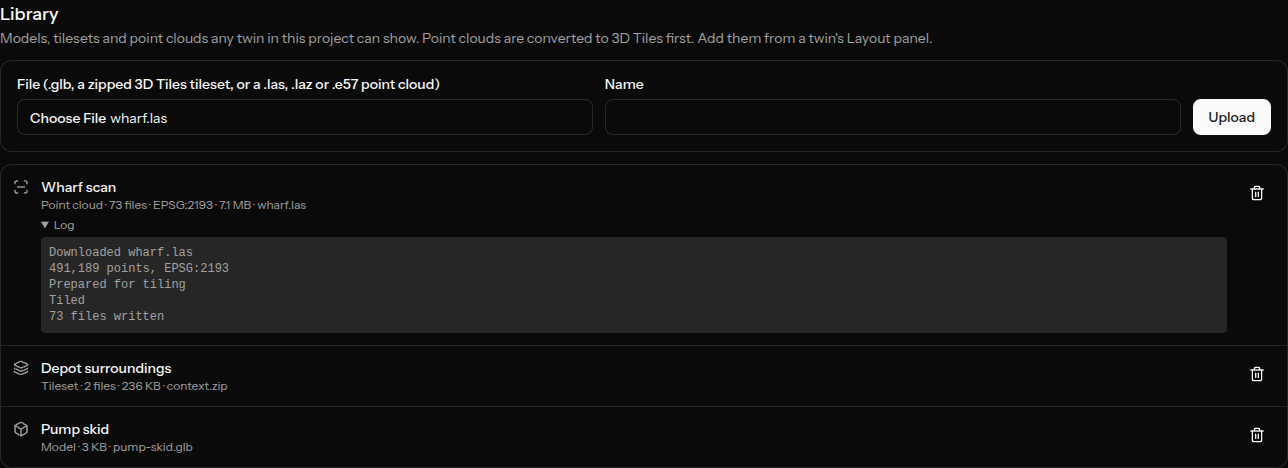 Library
Models, tilesets and point clouds any twin in this project can show. Point clouds are converted to 3D Tiles first. Add them from a twin's Layout panel.
File (.glb, a zipped 3D Tiles tileset, or a .las, .laz or .e57 point cloud)
Name
Choose File wharf.las
Upload
Wharf scan
Point cloud · 73 files · EPSG:2193 · 7.1 MB · wharf.las
▼ Log
Downloaded wharf.las
491,189 points, EPSG:2193
Prepared for tiling
Tiled
73 files written
Depot surroundings
Tileset · 2 files · 236 KB · context.zip
Pump skid
Model · 3 KB · pump-skid.glb